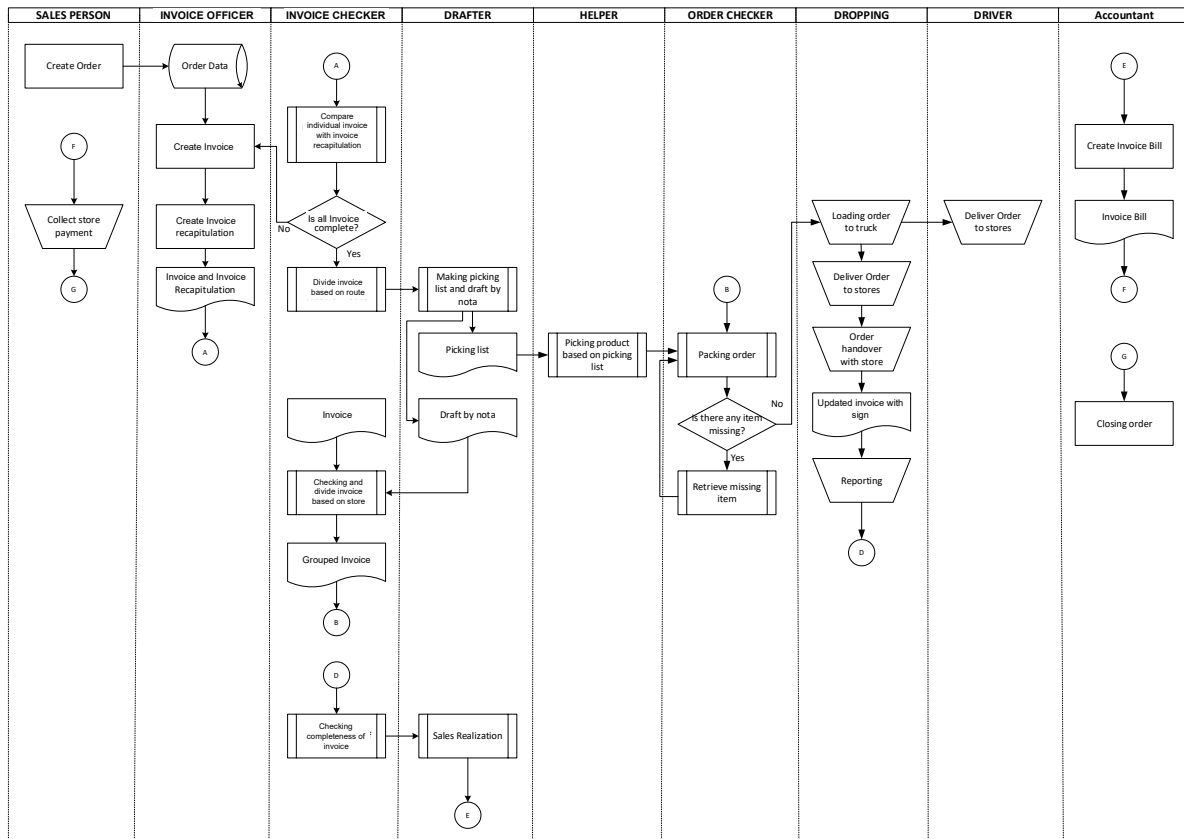 SALES PERSON
INVOICE OFFICER
INVOICE CHECKER
DRAFTER
HELPER
ORDER CHECKER
DROPPING
DRIVER
Accountant
Create Order
F
Collect store
payment
G
Order Data
Create Invoice
Create Invoice
recapitulation
Invoice and Invoice
Recapitulation
A
A
Compare
individual invoice
with invoice
recapitulation
Is all Invoice
complete?
No
Yes
Divide invoice
based on route
Invoice
Checking and
divide invoice
based on store
Grouped Invoice
B
D
Checking
completeness of :
invoice
Making picking
list and draft by
nota
Picking list
Draft by nota
Sales Realization
E
Picking product
based on picking
list
B
Packing order
Is there any item
missing?
No
Yes
Retrieve missing
item
Loading order
to truck
Deliver Order
to stores
Order
handover
with store
Updated invoice with
sign
Reporting
D
Deliver Order
to stores
E
Create Invoice Bill
Invoice Bill
F
G
Closing order